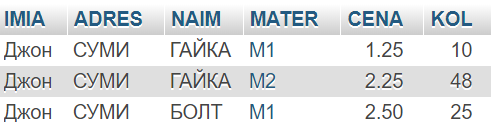 IMIA ADRES NAIM MATER CENA KOL
Джон СУМИ ГАЙКА М1 1.25 10
Джон СУМИ ГАЙКА М2 2.25 48
Джон СУМИ БОЛТ М1 2.50 25